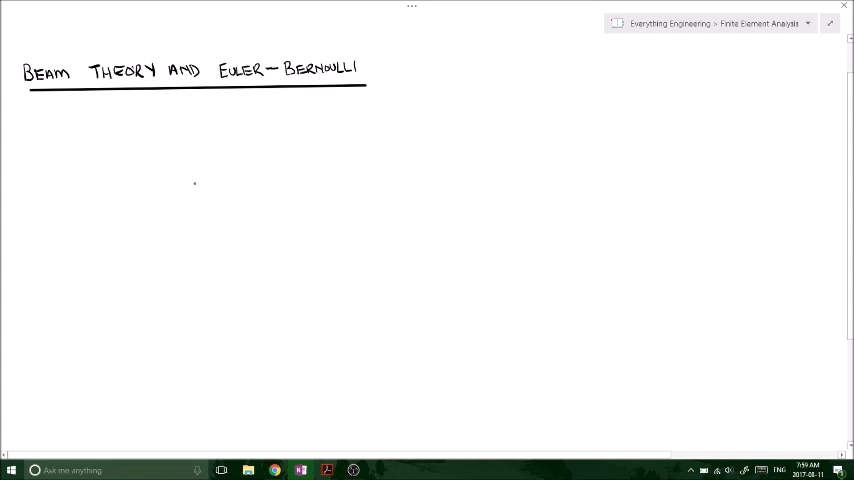 Everything Engineering > Finite Element Analysis
BEAM THEORY AND EULER-BERNOULLI
Ask me anything
ENG
7:59 AM
2017-08-11